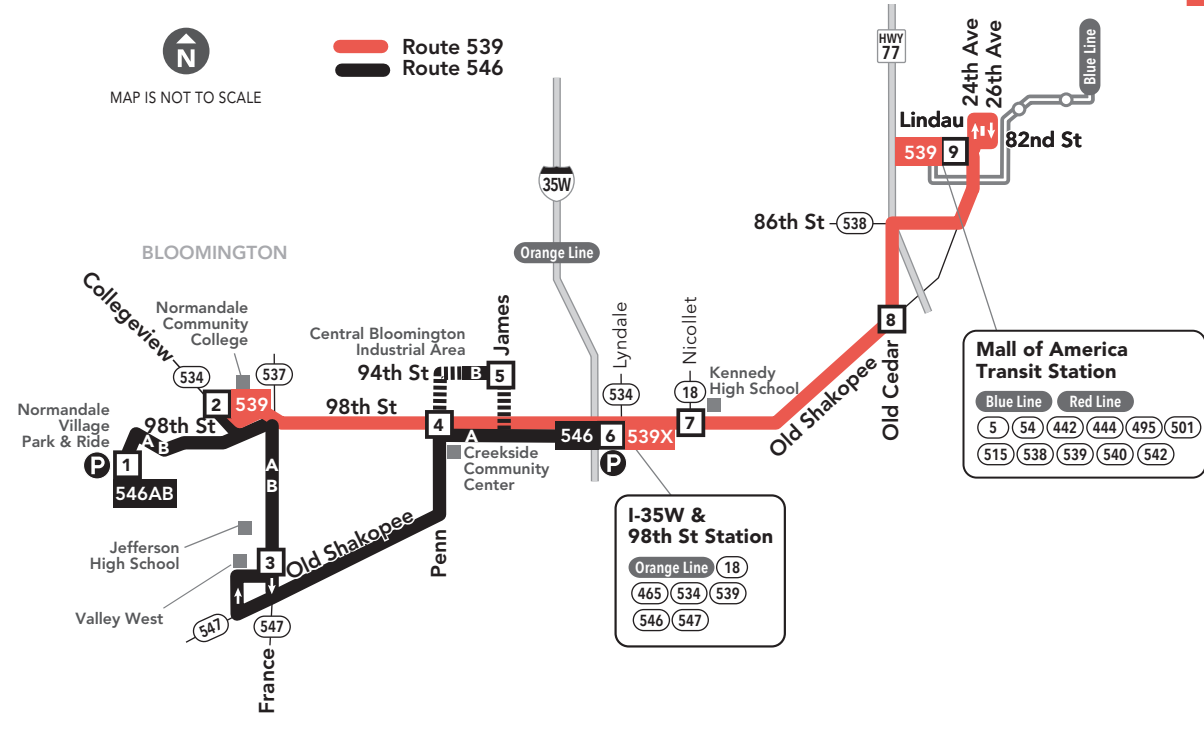 N
MAP IS NOT TO SCALE
Route 539
Route 546
HWY
77
24th Ave
26th Ave
Blue Line
Lindau
82nd St
539
9
35W
Orange Line
86th St
538
BLOOMINGTON
Collegeview
Normandale
Community
College
534
537
2
539
98th St
Normandale
Village
Park & Ride
98th St
A
B
P
1
546AB
A
B
Jefferson
High School
Valley West
3
547
547
France
Old Shakopee
Penn
Central Bloomington
Industrial Area
94th St
B
5
James
4
A
Creekside
Community
Center
546
6
539X
P
Lyndale
534
Nicollet
18
7
Kennedy
High School
Old Shakopee
8
Old Cedar
I-35W &
98th St Station
Orange Line 18
465 534 539
546 547
Mall of America
Transit Station
Blue Line Red Line
5 54 442 444 495 501
515 538 539 540 542